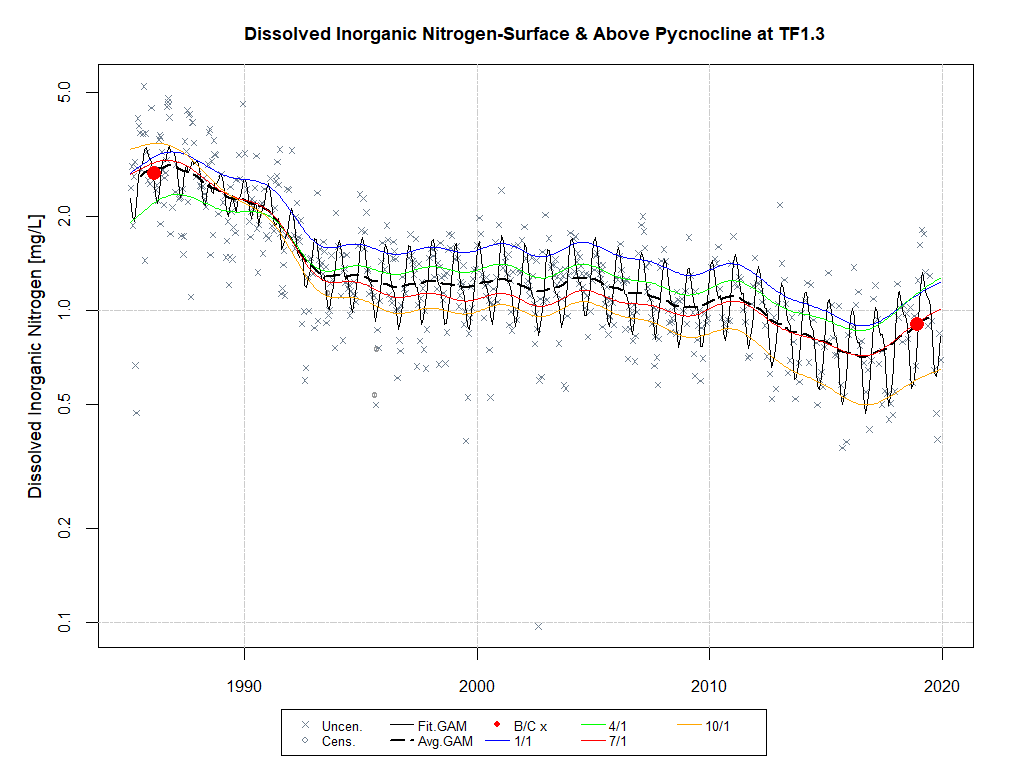 Dissolved Inorganic Nitrogen-Surface & Above Pycnocline at TF1.3
Dissolved Inorganic Nitrogen [mg/L]
5.0
2.0
1.0
0.5
0.2
0.1
1990 2000 2010 2020
Uncen. Fit.GAM B/C x 4/1 10/1
Cens. Avg.GAM 1/1 7/1